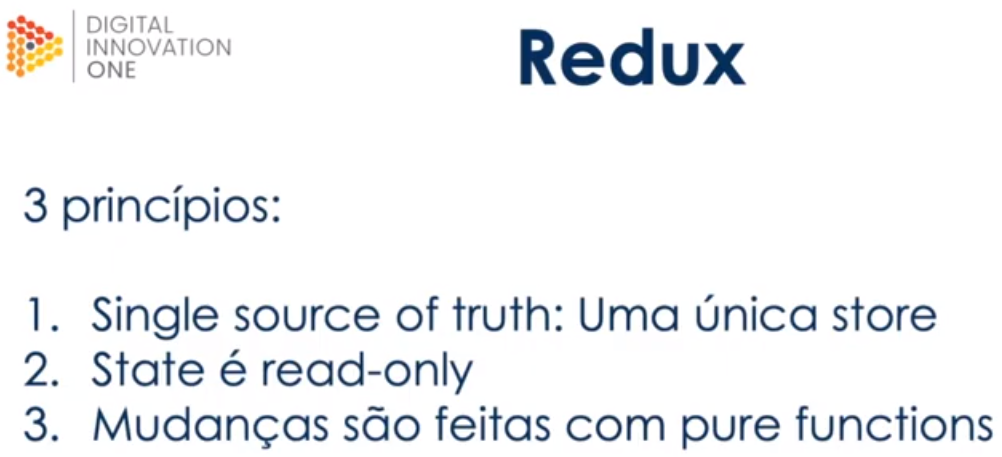 DIGITAL
INNOVATION
ONE
Redux
3 princípios:
1. Single source of truth: Uma única store
2. State é read-only
3. Mudanças são feitas com pure functions